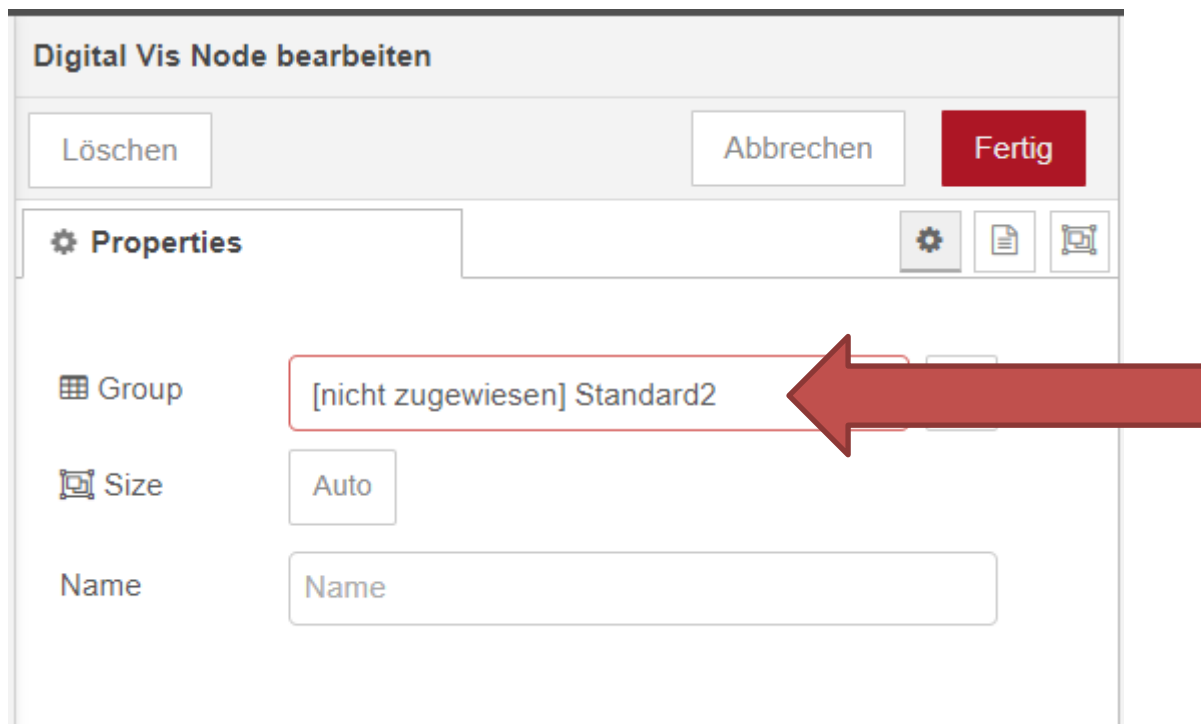 Digital Vis Node bearbeiten
Löschen
Abbrechen
Fertig
Properties
Group
[nicht zugewiesen] Standard2
Size
Auto
Name
Name